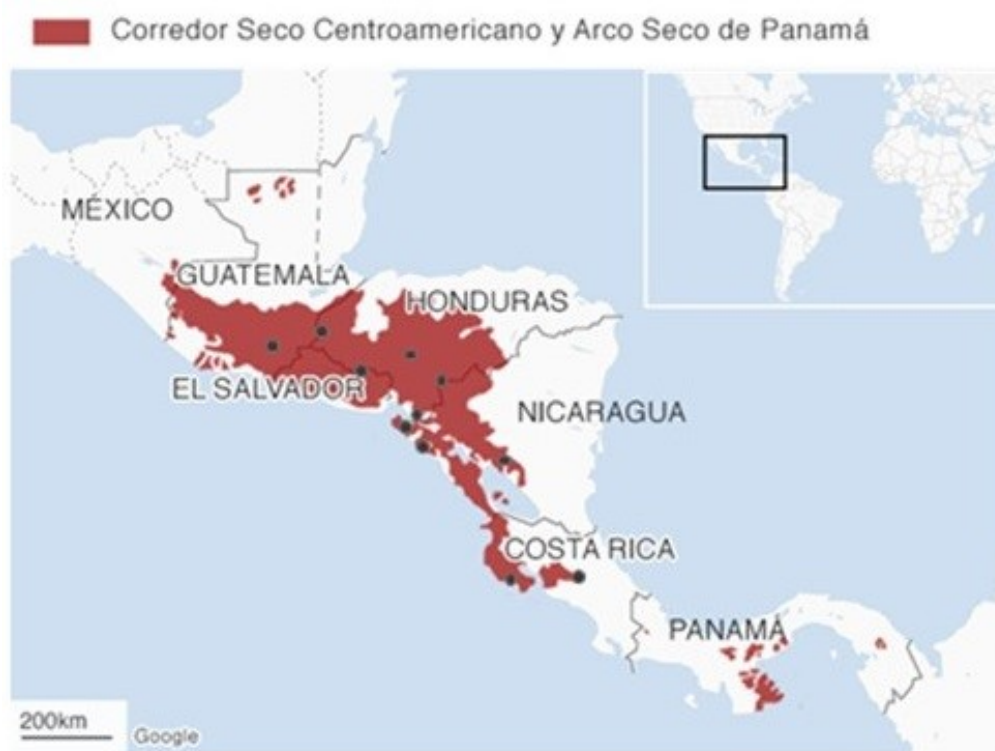 Corredor Seco Centroamericano y Arco Seco de Panamá
MÉXICO
GUATEMALA
HONDURAS
EL SALVADOR
NICARAGUA
COSTA RICA
PANAMÁ
200km
Google